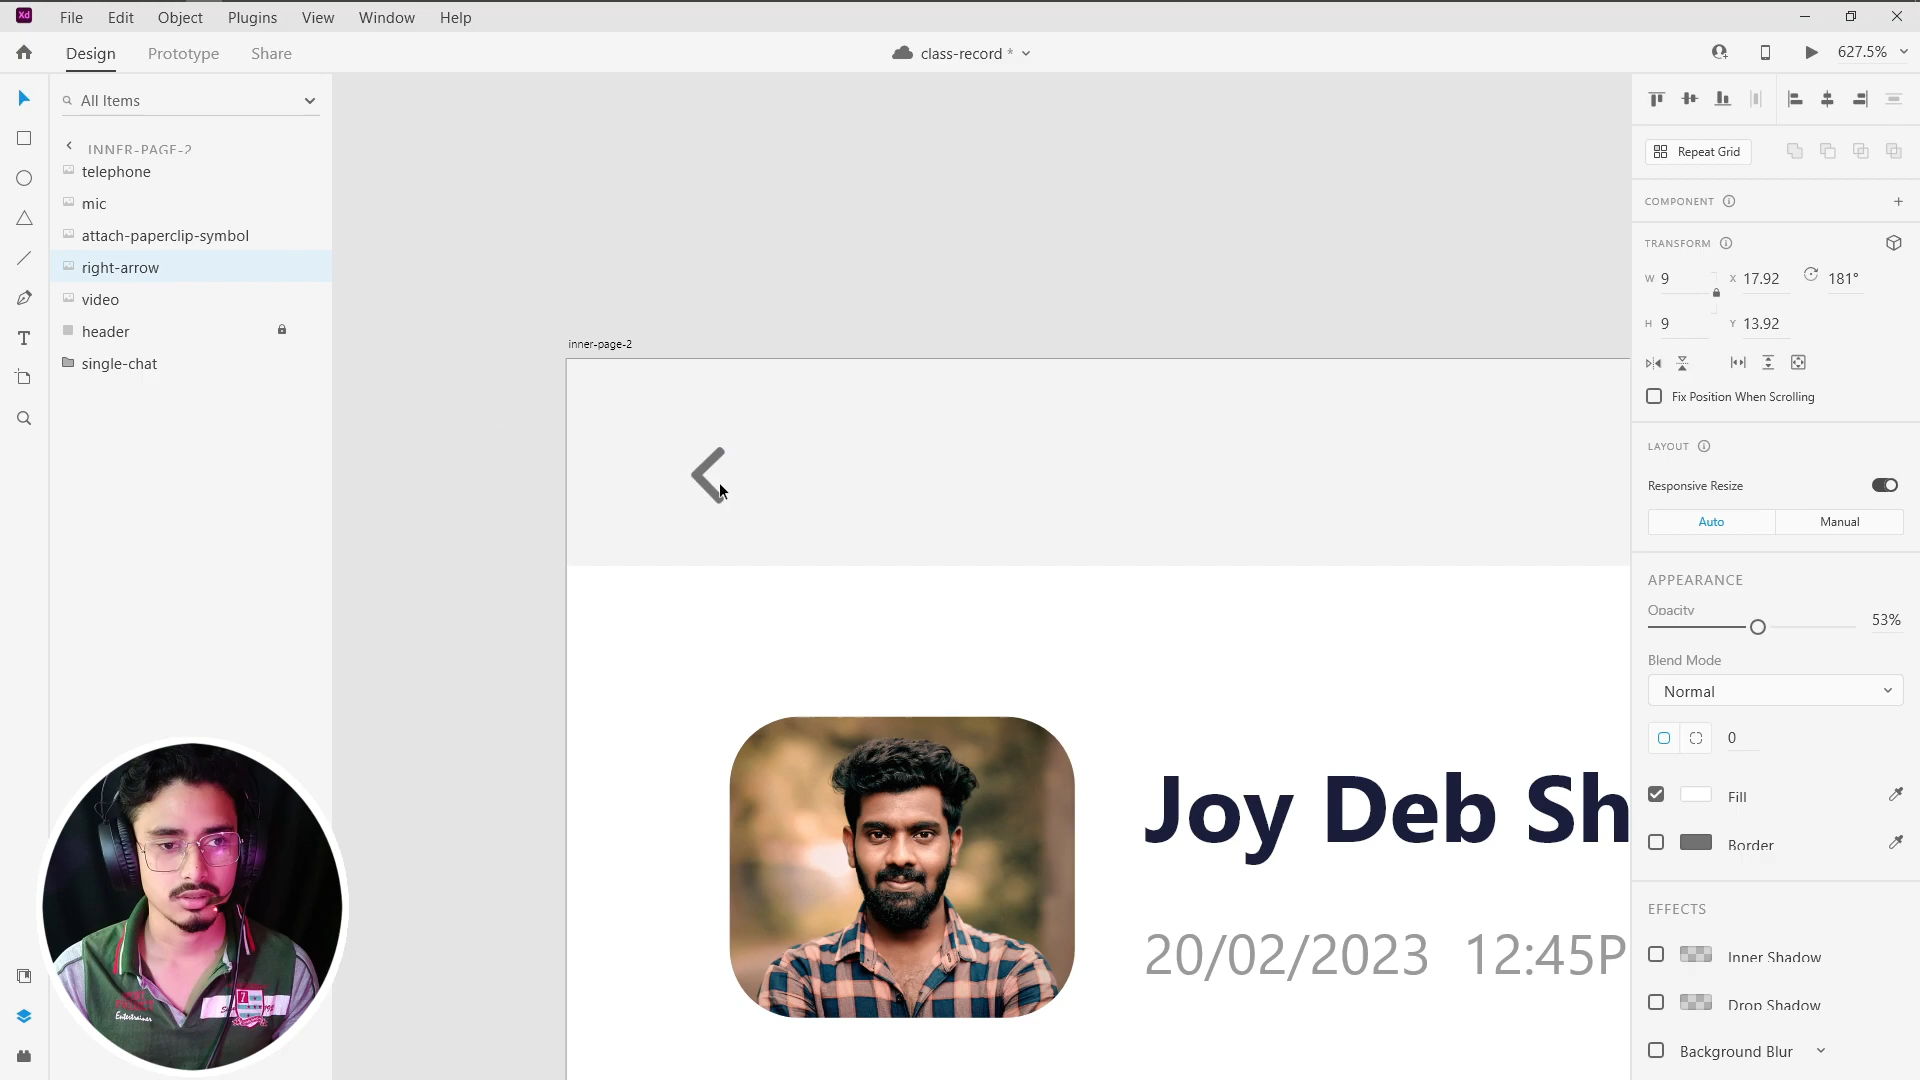 Xd File Edit Object Plugins View Window Help
Design Prototype Share class-record * 627.5%
All Items
INNER-PAGE-2
telephone
mic
attach-paperclip-symbol
right-arrow
video
header
single-chat
inner-page-2
Joy Deb Sh
20/02/2023 12:45P
Repeat Grid
COMPONENT
TRANSFORM
W 9 X 17.92 181°
H 9 Y 13.92
Fix Position When Scrolling
LAYOUT
Responsive Resize
Auto Manual
APPEARANCE
Opacity 53%
Blend Mode
Normal
0
Fill
Border
EFFECTS
Inner Shadow
Drop Shadow
Background Blur
7
Entertrainer